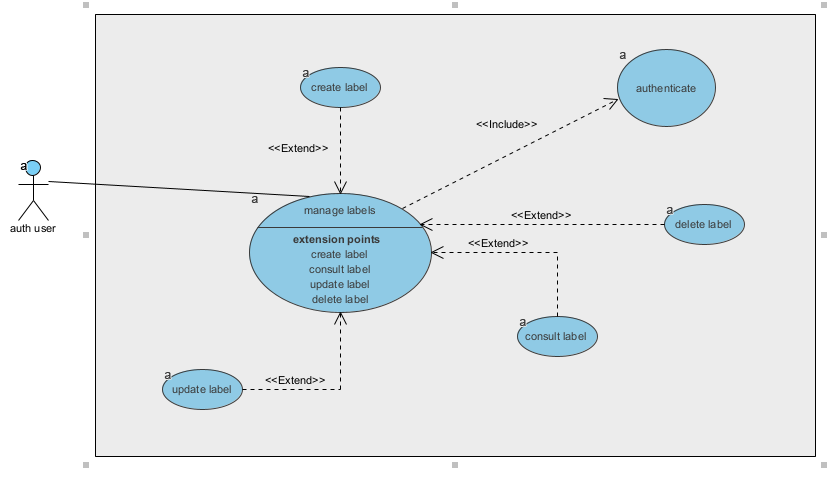 a
create label
<<Extend>>
a
authenticate
<<Include>>
a
auth user
a
manage labels
extension points
create label
consult label
update label
delete label
<<Extend>>
a
delete label
<<Extend>>
a
consult label
a
update label
<<Extend>>